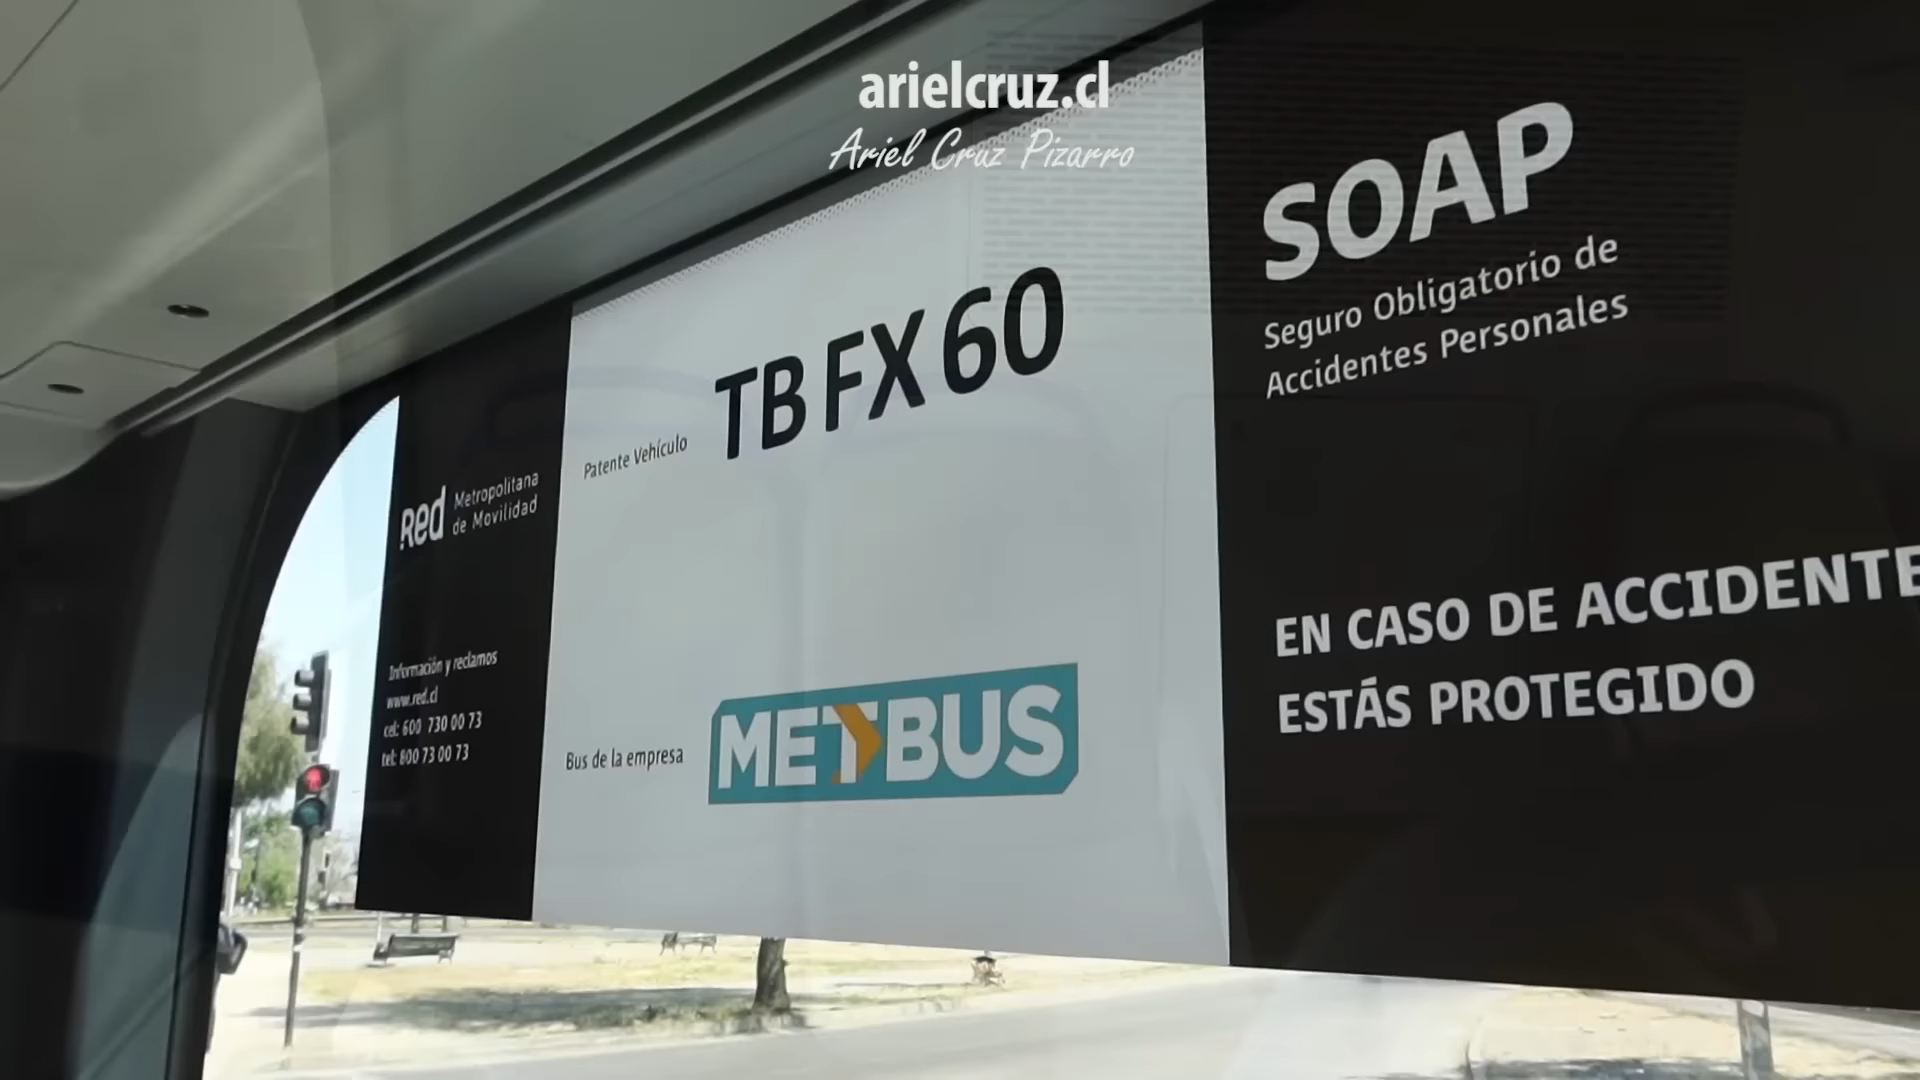 arielcruz.cl
Ariel Cruz Pizarro
Red Metropolitana
de Movilidad
Información y reclamos
www.red.cl
cel: 600 730 00 73
tel: 800 73 00 73
Patente Vehículo TB FX 60
Bus de la empresa METBUS
SOAP
Seguro Obligatorio de
Accidentes Personales
EN CASO DE ACCIDENTE
ESTÁS PROTEGIDO